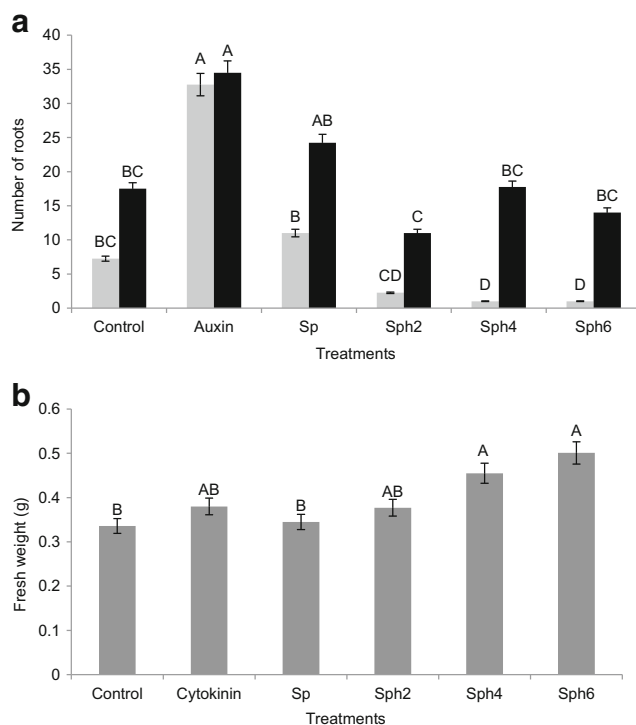 a
Number of roots
40
35
30
25
20
15
10
5
0
BC
BC
A
A
B
AB
CD
C
D
BC
D
BC
Control Auxin Sp Sph2 Sph4 Sph6
Treatments
b
Fresh weight (g)
0.6
0.5
0.4
0.3
0.2
0.1
0
B
AB
B
AB
A
A
Control Cytokinin Sp Sph2 Sph4 Sph6
Treatments